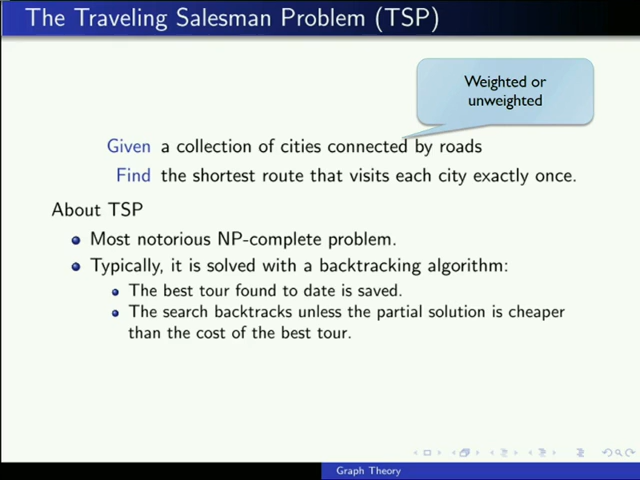 The Traveling Salesman Problem (TSP)
Weighted or
unweighted
Given a collection of cities connected by roads
Find the shortest route that visits each city exactly once.
About TSP
Most notorious NP-complete problem.
Typically, it is solved with a backtracking algorithm:
The best tour found to date is saved.
The search backtracks unless the partial solution is cheaper
than the cost of the best tour.
Graph Theory